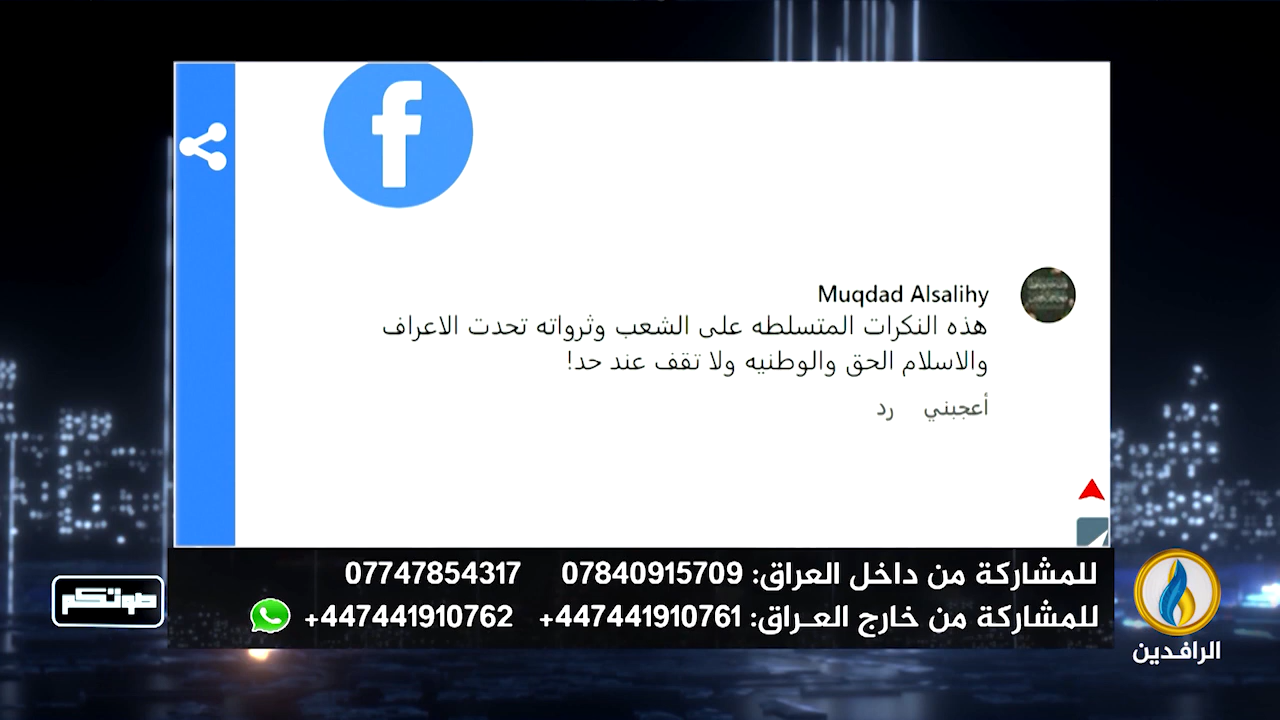 Muqdad Alsalihy
هذه النكرات المتسلطه على الشعب وثرواته تحدت الاعراف
والاسلام الحق والوطنيه ولا تقف عند حد!
أعجبني رد
للمشاركة من داخل العراق: 07840915709 07747854317
للمشاركة من خارج العـراق: 447441910761+ 447441910762+
صوتكم
الرافدين